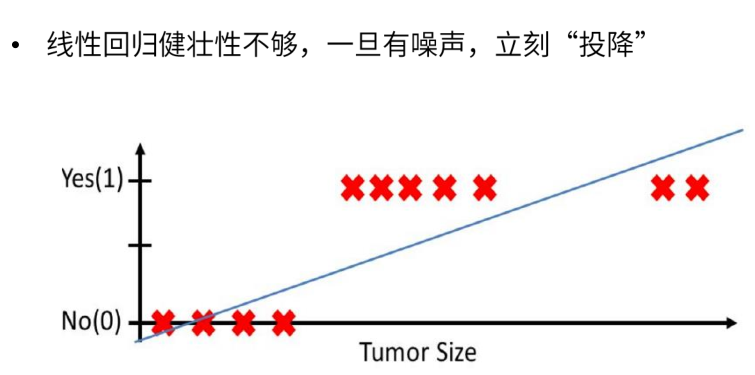 • 线性回归健壮性不够，一旦有噪声，立刻“投降”
Yes(1)
No(0)
Tumor Size